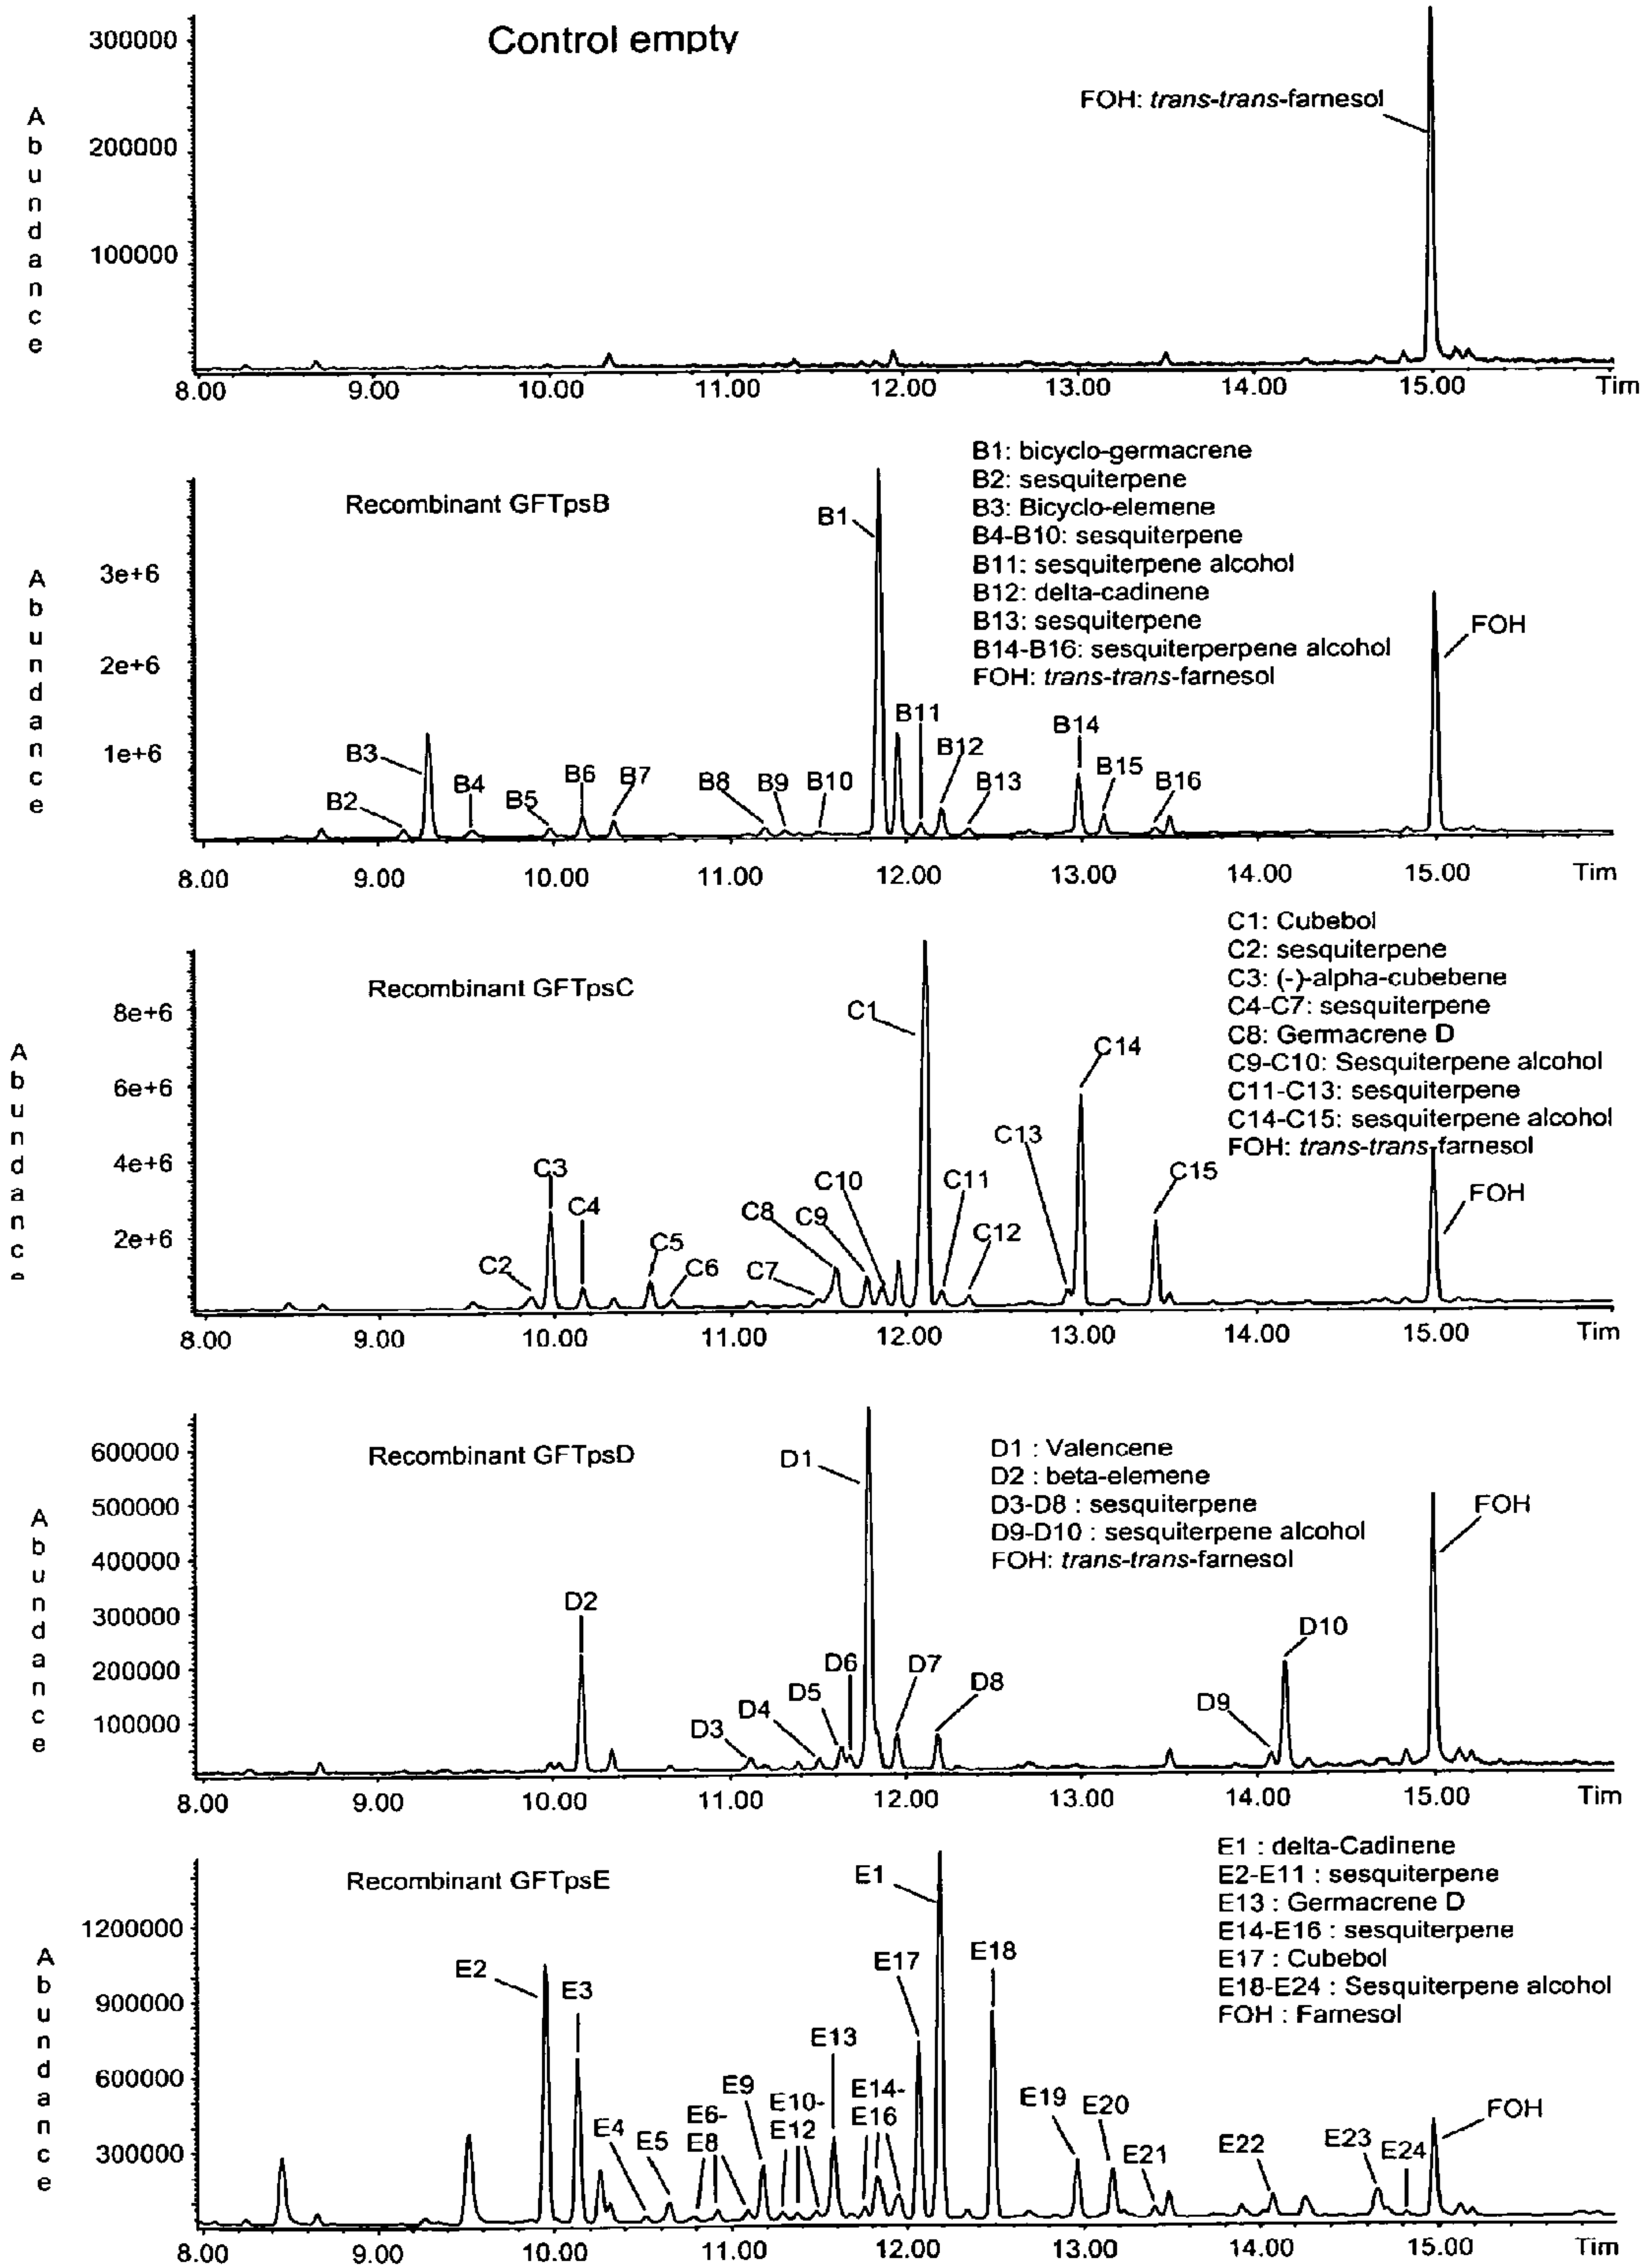 Control empty
300000
FOH: trans-trans-farnesol
200000
100000
Abundance
8.00 9.00 10.00 11.00 12.00 13.00 14.00 15.00 Tim
Recombinant GFTpsB
B1: bicyclo-germacrene
B2: sesquiterpene
B3: Bicyclo-elemene
B4-B10: sesquiterpene
B11: sesquiterpene alcohol
B12: delta-cadinene
B13: sesquiterpene
B14-B16: sesquiterperpene alcohol
FOH: trans-trans-farnesol
3e+6
2e+6
1e+6
Abundance
B1
FOH
B2 B3 B4 B5 B6 B7 B8 B9 B10 B11 B12 B13 B14 B15 B16
8.00 9.00 10.00 11.00 12.00 13.00 14.00 15.00 Tim
Recombinant GFTpsC
C1: Cubebol
C2: sesquiterpene
C3: (-)-alpha-cubebene
C4-C7: sesquiterpene
C8: Germacrene D
C9-C10: Sesquiterpene alcohol
C11-C13: sesquiterpene
C14-C15: sesquiterpene alcohol
FOH: trans-trans-farnesol
8e+6
6e+6
4e+6
2e+6
Abundance
C1
C14
C2 C3 C4 C5 C6 C7 C8 C9 C10 C11 C12 C13 C15 FOH
8.00 9.00 10.00 11.00 12.00 13.00 14.00 15.00 Tim
Recombinant GFTpsD
D1 : Valencene
D2 : beta-elemene
D3-D8 : sesquiterpene
D9-D10 : sesquiterpene alcohol
FOH: trans-trans-farnesol
600000
500000
400000
300000
200000
100000
Abundance
D1
FOH
D2 D3 D4 D5 D6 D7 D8 D9 D10
8.00 9.00 10.00 11.00 12.00 13.00 14.00 15.00 Tim
Recombinant GFTpsE
E1 : delta-Cadinene
E2-E11 : sesquiterpene
E13 : Germacrene D
E14-E16 : sesquiterpene
E17 : Cubebol
E18-E24 : Sesquiterpene alcohol
FOH : Farnesol
1200000
900000
600000
300000
Abundance
E1
E2 E3 E4 E5 E6-E8 E9 E10-E12 E13 E14-E16 E17 E18 E19 E20 E21 E22 E23 E24 FOH
8.00 9.00 10.00 11.00 12.00 13.00 14.00 15.00 Tim